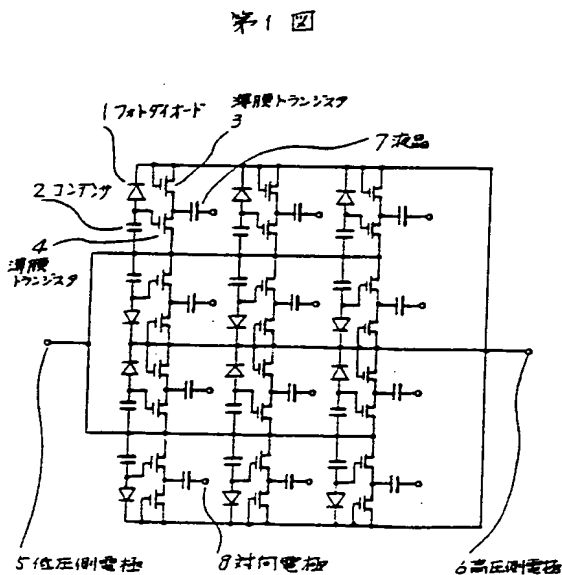 第1図
1フォトダイオード
薄膜トランジスタ
3
7液晶
2コンデンサ
4
薄膜
トランジスタ
5低圧側電極
8対向電極
6高圧側電極